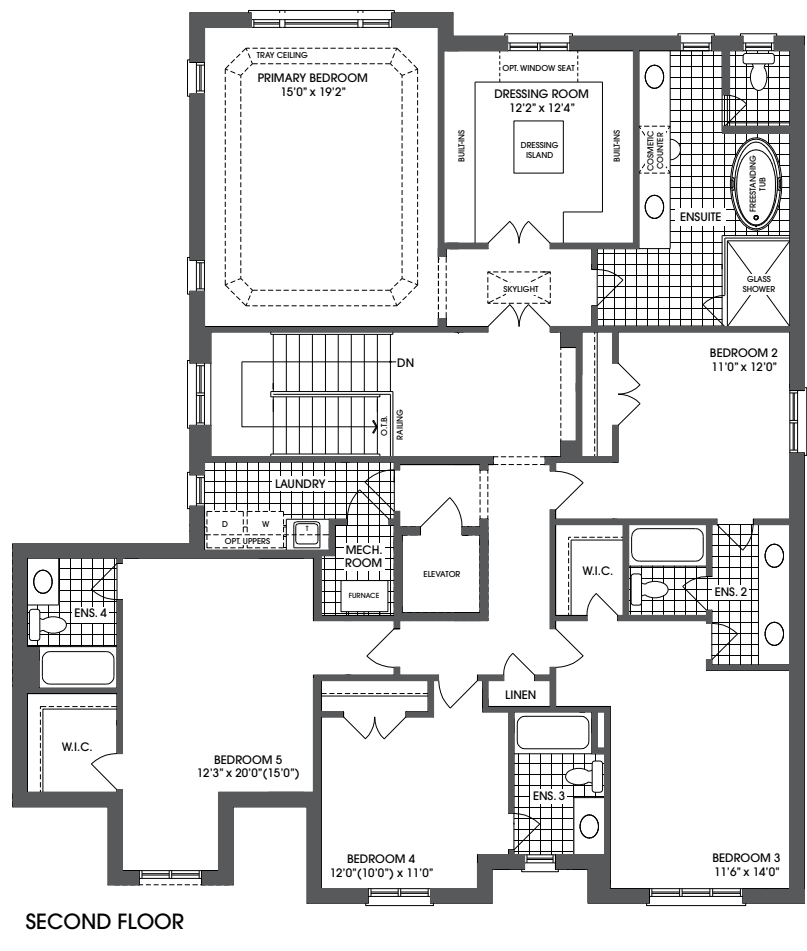 TRAY CEILING
PRIMARY BEDROOM
15'0" x 19'2"
OPT. WINDOW SEAT
DRESSING ROOM
12'2" x 12'4"
BUILT-INS
DRESSING
ISLAND
BUILT-INS
COSMETIC
COUNTER
FREESTANDING
TUB
ENSUITE
GLASS
SHOWER
SKYLIGHT
DN
O.T.B.
RAILING
BEDROOM 2
11'0" x 12'0"
LAUNDRY
D
W
T
OPT. UPPERS
MECH.
ROOM
FURNACE
ELEVATOR
W.I.C.
ENS. 2
ENS. 4
LINEN
W.I.C.
BEDROOM 5
12'3" x 20'0"(15'0")
ENS. 3
BEDROOM 4
12'0"(10'0") x 11'0"
BEDROOM 3
11'6" x 14'0"
SECOND FLOOR